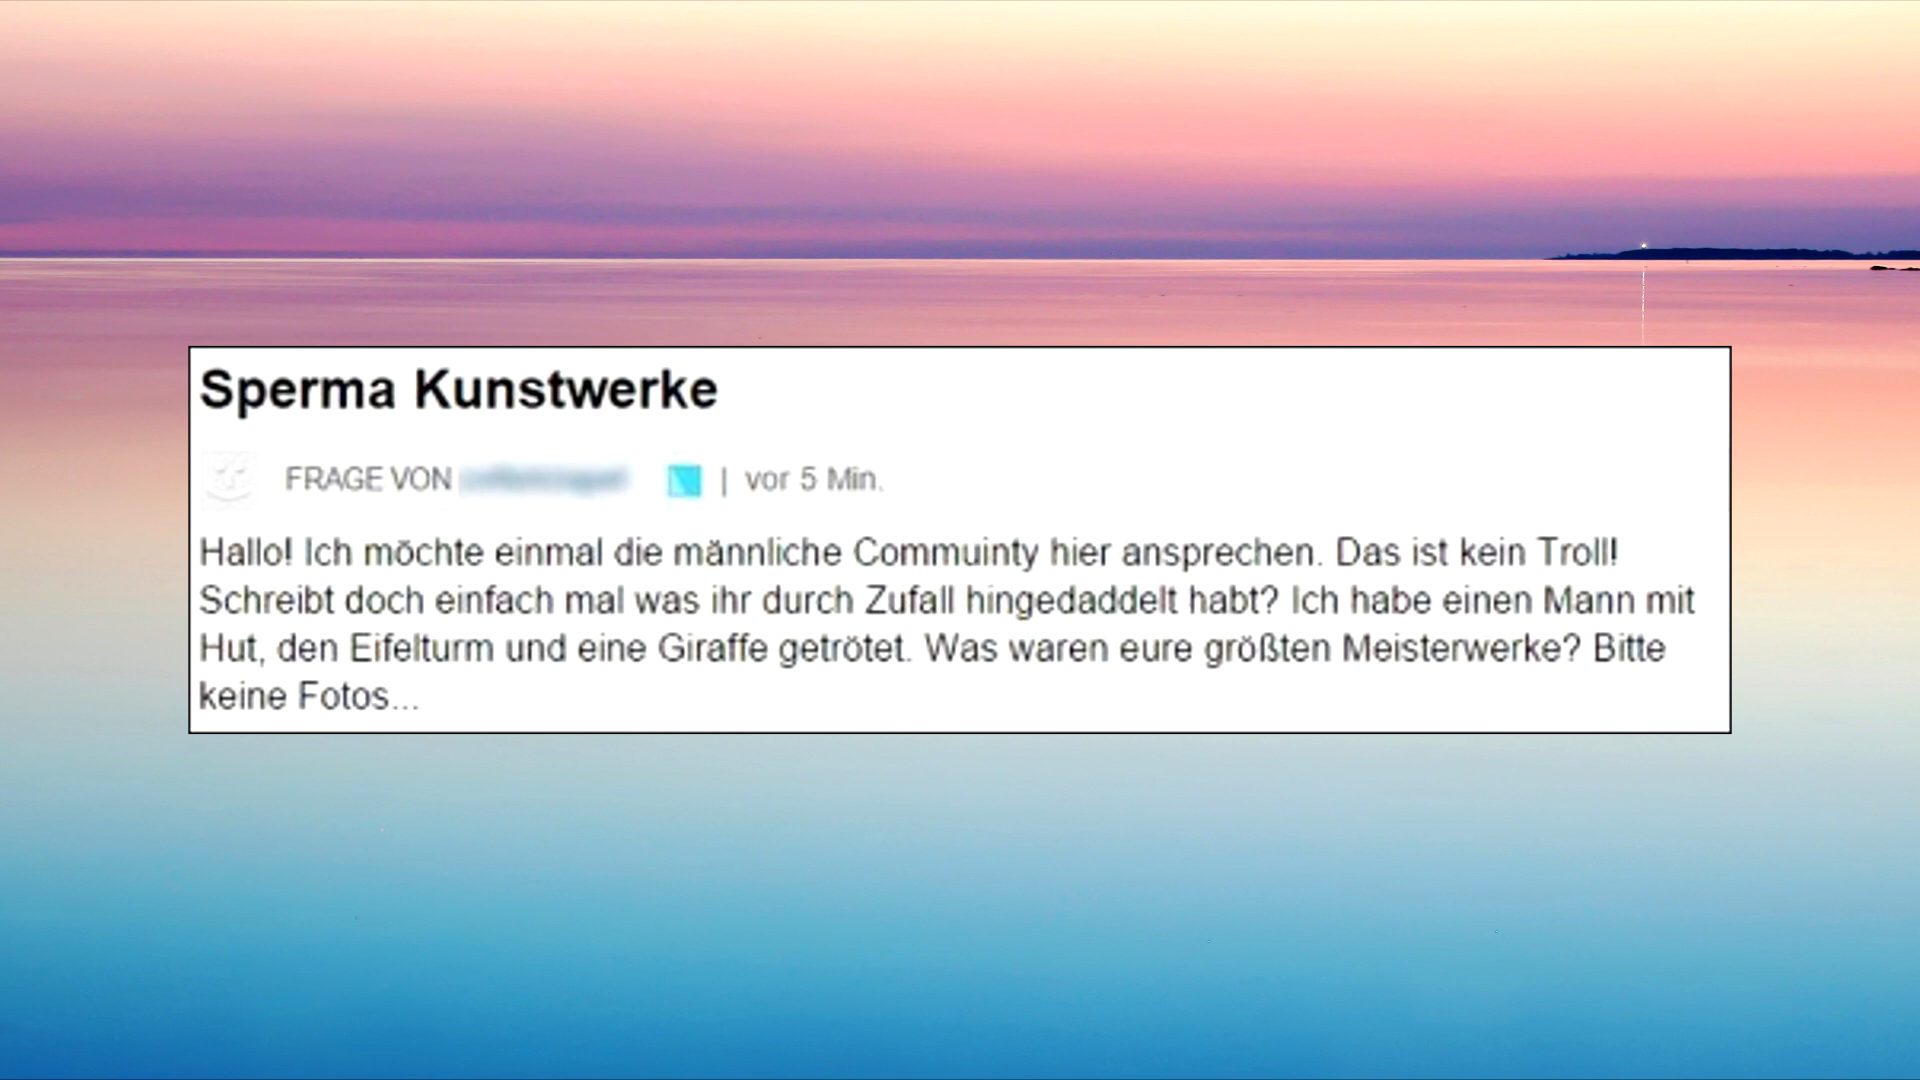 Sperma Kunstwerke
FRAGE VON | vor 5 Min.
Hallo! Ich möchte einmal die männliche Commuinty hier ansprechen. Das ist kein Troll!
Schreibt doch einfach mal was ihr durch Zufall hingedaddelt habt? Ich habe einen Mann mit
Hut, den Eifelturm und eine Giraffe getrötet. Was waren eure größten Meisterwerke? Bitte
keine Fotos...